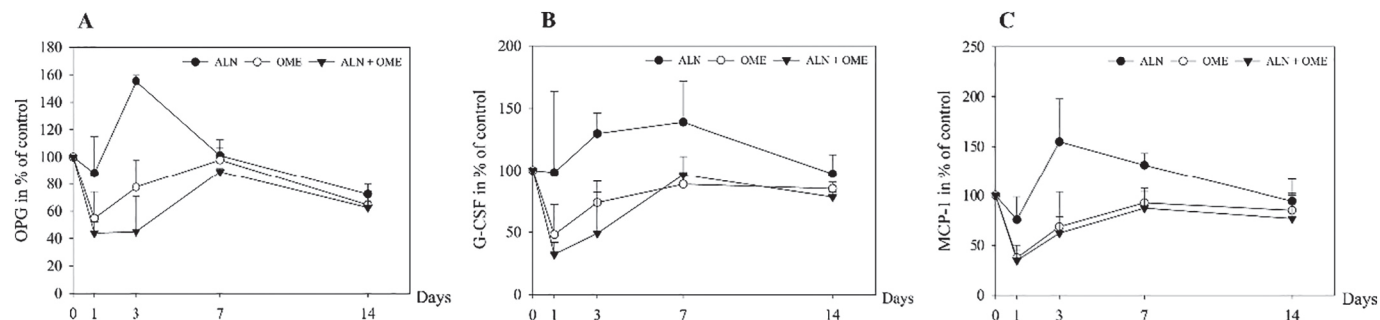 A
180
160
140
120
100
80
60
40
20
0
OPG in % of control
ALN OME ALN + OME
0 1 3 7 14
Days
B
200
150
100
50
0
G-CSF in % of control
ALN OME ALN + OME
0 1 3 7 14
Days
C
250
200
150
100
50
0
MCP-1 in % of control
ALN OME ALN + OME
0 1 3 7 14
Days